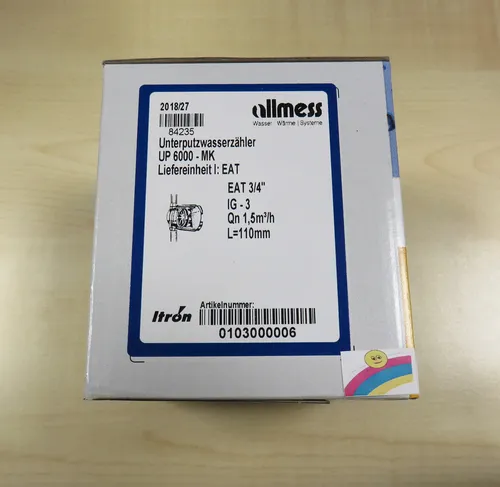 2018/27
84235
allmess
Wasser | Wärme | Systeme
Unterputzwasserzähler
UP 6000 - MK
Liefereinheit I: EAT
EAT 3/4"
IG - 3
Qn 1,5m³/h
L=110mm
Itrón
Artikelnummer:
0103000006